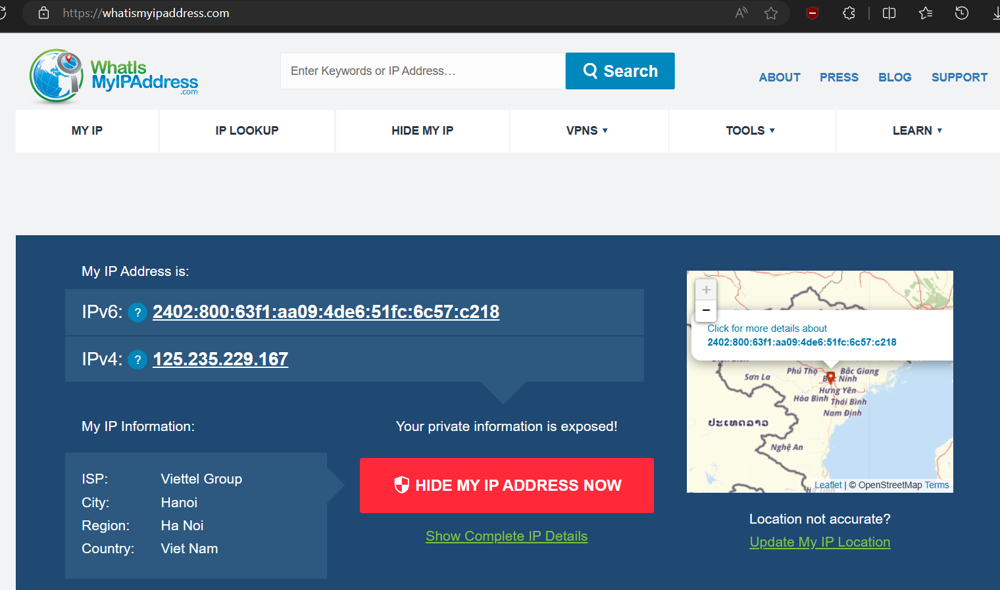 https://whatismyipaddress.com
WhatIs
MyIPAddress
.com
Enter Keywords or IP Address...
Search
ABOUT PRESS BLOG SUPPORT
MY IP IP LOOKUP HIDE MY IP VPNS ▾ TOOLS ▾ LEARN ▾
My IP Address is:
IPv6: ? 2402:800:63f1:aa09:4de6:51fc:6c57:c218
IPv4: ? 125.235.229.167
My IP Information:
ISP: Viettel Group
City: Hanoi
Region: Ha Noi
Country: Viet Nam
Your private information is exposed!
HIDE MY IP ADDRESS NOW
Show Complete IP Details
+
−
Click for more details about
2402:800:63f1:aa09:4de6:51fc:6c57:c218
Phú Thọ Bắc Giang
Sơn La Ninh
Hưng Yên
Hòa Bình Thái Bình
Nam Định
ປະເທດລາວ
Nghệ An
Leaflet | © OpenStreetMap Terms
Location not accurate?
Update My IP Location